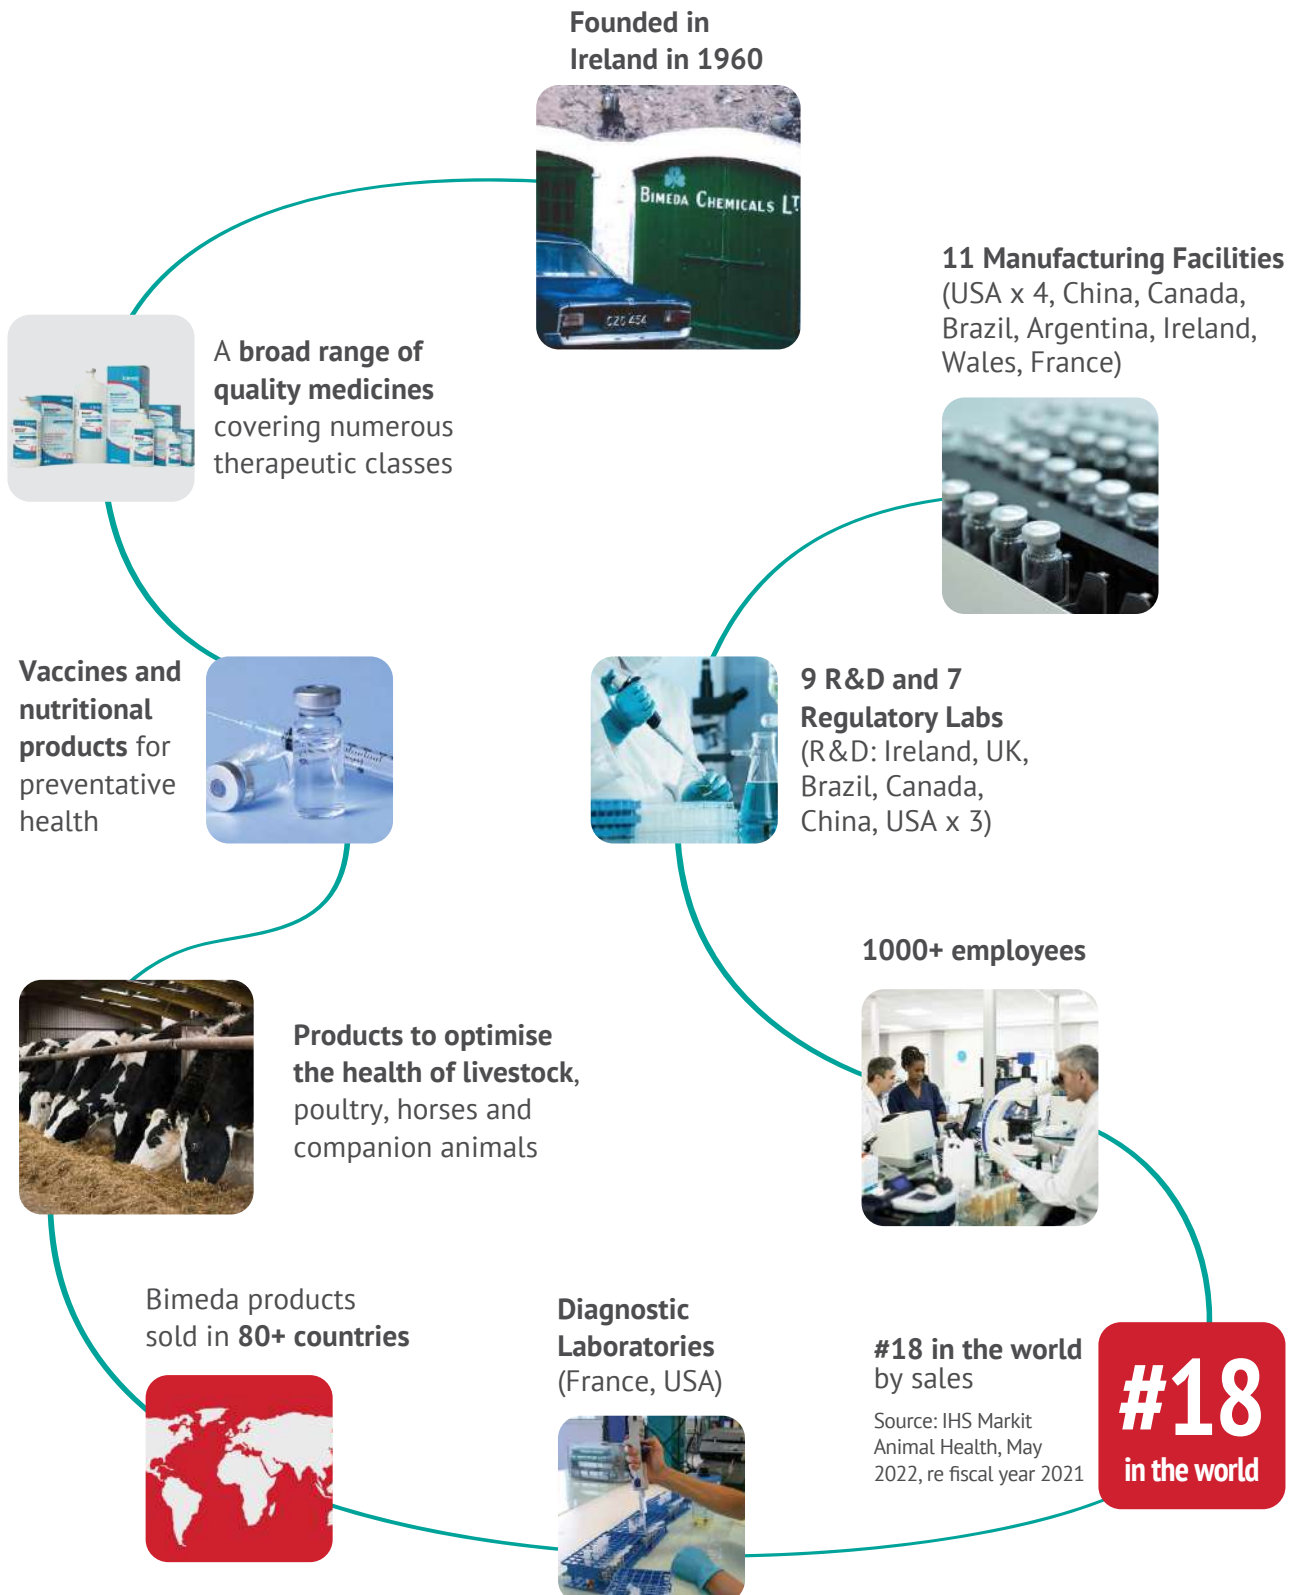 Founded in
Ireland in 1960
BIMEDA CHEMICALS LT
OZO 454
A broad range of
quality medicines
covering numerous
therapeutic classes
Vaccines and
nutritional
products for
preventative
health
Products to optimise
the health of livestock,
poultry, horses and
companion animals
Bimeda products
sold in 80+ countries
Diagnostic
Laboratories
(France, USA)
#18 in the world
by sales
Source: IHS Markit
Animal Health, May
2022, re fiscal year 2021
#18
in the world
1000+ employees
9 R&D and 7
Regulatory Labs
(R&D: Ireland, UK,
Brazil, Canada,
China, USA x 3)
11 Manufacturing Facilities
(USA x 4, China, Canada,
Brazil, Argentina, Ireland,
Wales, France)